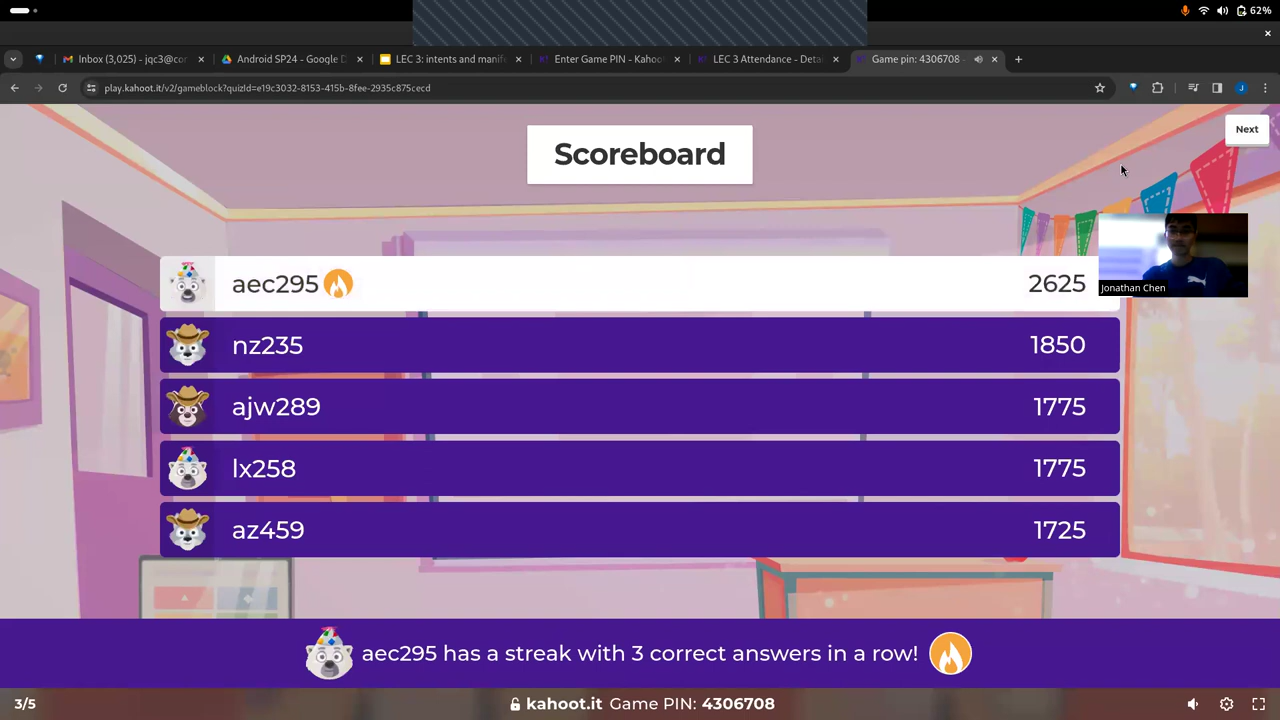 62%
Inbox (3,025) - jqc3@cor
Android SP24 - Google D
LEC 3: intents and manif
Enter Game PIN - Kahoo
LEC 3 Attendance - Detai
Game pin: 4306708
play.kahoot.it/v2/gameblock?quizId=e19c3032-8153-415b-8fee-2935c875cecd
J
Next
Scoreboard
aec295 2625
Jonathan Chen
nz235 1850
ajw289 1775
lx258 1775
az459 1725
aec295 has a streak with 3 correct answers in a row!
3/5
kahoot.it Game PIN: 4306708